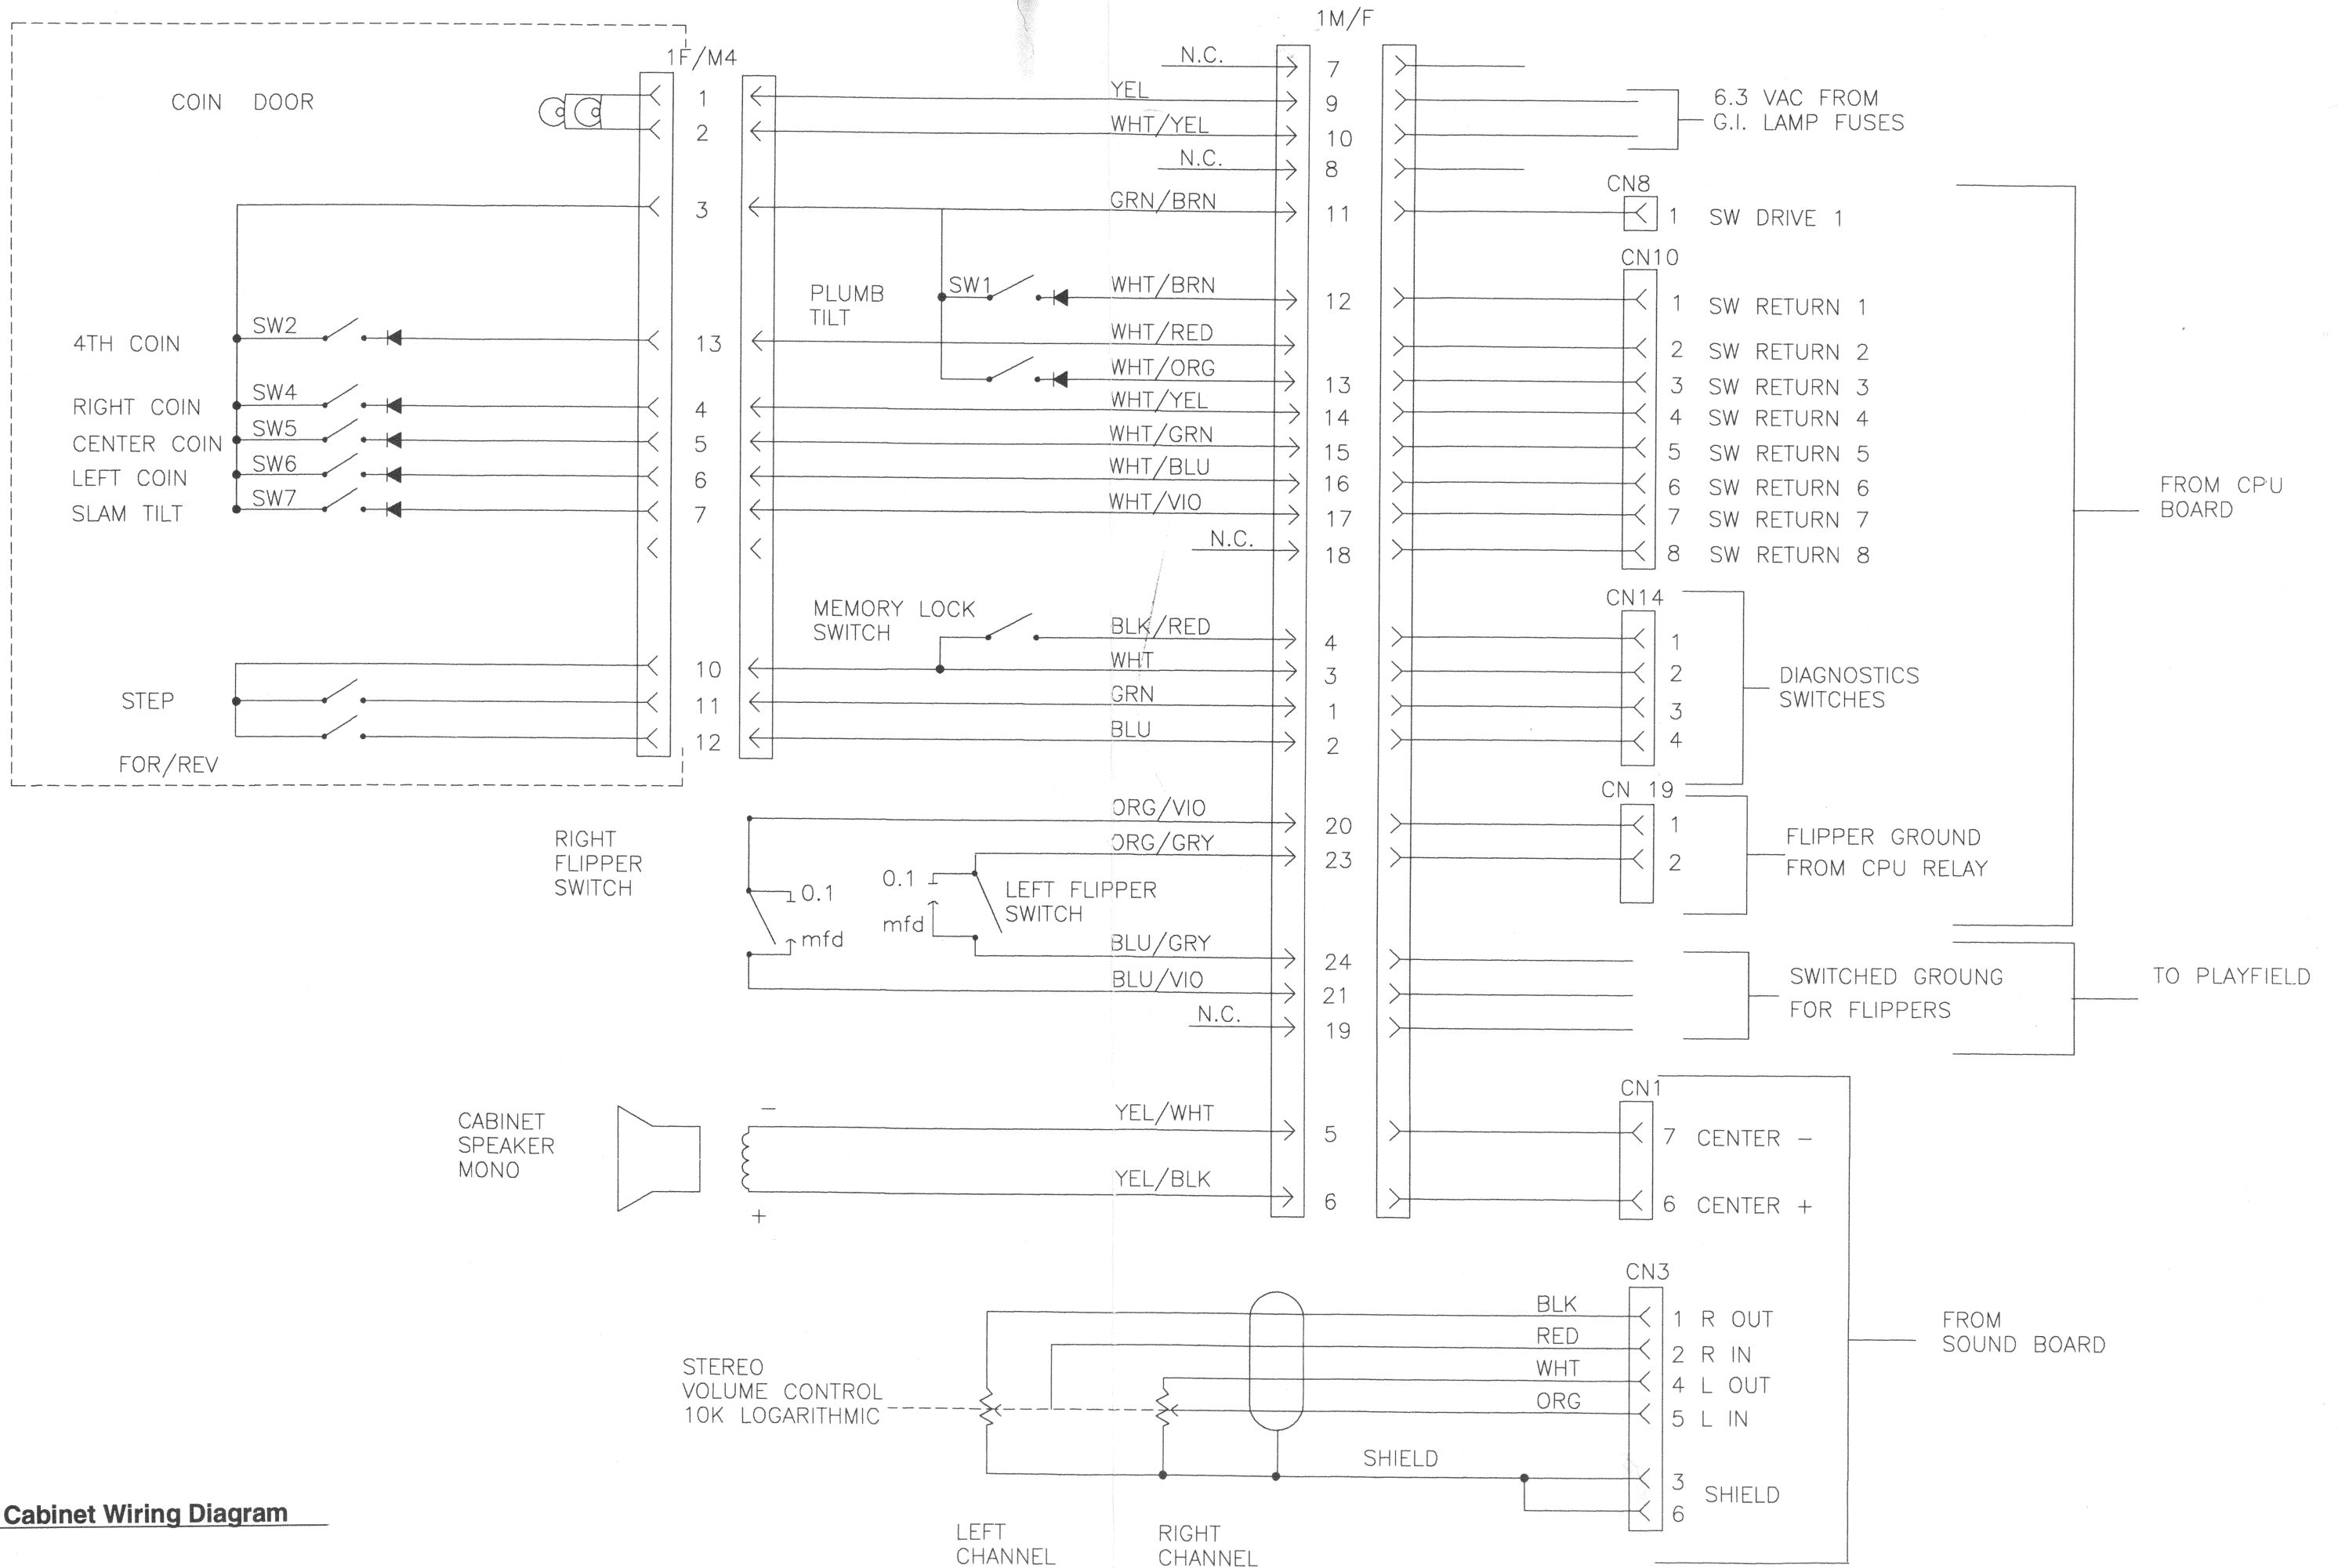 1M/F
1F/M4
COIN DOOR
1
2
3
13
4
5
6
7
10
11
12
4TH COIN
SW2
RIGHT COIN
SW4
CENTER COIN
SW5
LEFT COIN
SW6
SLAM TILT
SW7
STEP
FOR/REV
N.C.
YEL
WHT/YEL
N.C.
GRN/BRN
PLUMB
TILT
SW1
WHT/BRN
WHT/RED
WHT/ORG
WHT/YEL
WHT/GRN
WHT/BLU
WHT/VIO
N.C.
MEMORY LOCK
SWITCH
BLK/RED
WHT
GRN
BLU
RIGHT
FLIPPER
SWITCH
ORG/VIO
ORG/GRY
0.1
mfd
0.1
mfd
LEFT FLIPPER
SWITCH
BLU/GRY
BLU/VIO
N.C.
CABINET
SPEAKER
MONO
−
+
YEL/WHT
YEL/BLK
7
9
10
8
11
12
13
14
15
16
17
18
4
3
1
2
20
23
24
21
19
5
6
6.3 VAC FROM
G.I. LAMP FUSES
CN8
1 SW DRIVE 1
CN10
1 SW RETURN 1
2 SW RETURN 2
3 SW RETURN 3
4 SW RETURN 4
5 SW RETURN 5
6 SW RETURN 6
7 SW RETURN 7
8 SW RETURN 8
FROM CPU
BOARD
CN14
1
2
3
4
DIAGNOSTICS
SWITCHES
CN 19
1
2
FLIPPER GROUND
FROM CPU RELAY
SWITCHED GROUNG
FOR FLIPPERS
TO PLAYFIELD
CN1
7 CENTER −
6 CENTER +
CN3
BLK
1 R OUT
RED
2 R IN
WHT
4 L OUT
ORG
5 L IN
SHIELD
3
SHIELD
6
FROM
SOUND BOARD
STEREO
VOLUME CONTROL
10K LOGARITHMIC
LEFT
CHANNEL
RIGHT
CHANNEL
Cabinet Wiring Diagram